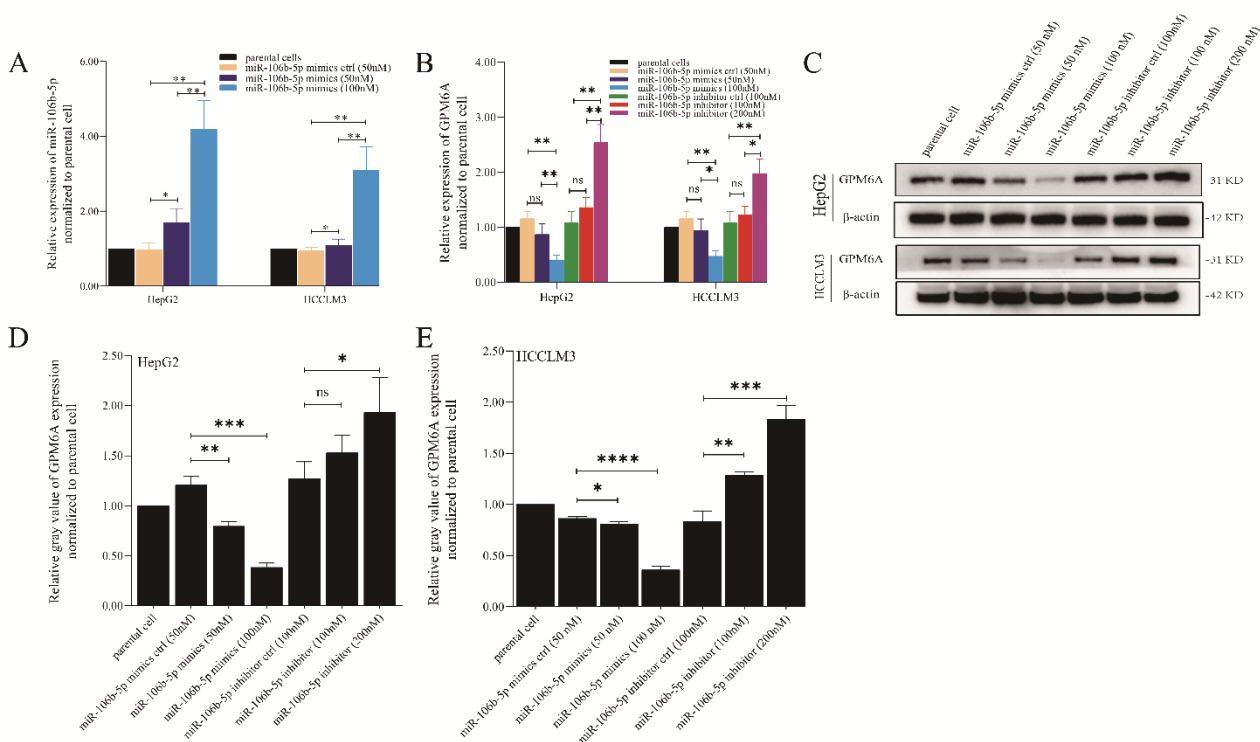 A
Relative expression of miR-106b-5p
normalized to parental cell
parental cells
miR-106b-5p mimics ctrl (50nM)
miR-106b-5p mimics (50nM)
miR-106b-5p mimics (100nM)
6.00
4.00
2.00
1.00
0.00
**
**
*
**
**
*
HepG2
HCCLM3
B
Relative expression of GPM6A
normalized to parental cell
parental cells
miR-106b-5p mimics ctrl (50nM)
miR-106b-5p mimics (50nM)
miR-106b-5p mimics (100nM)
miR-106b-5p inhibitor ctrl (100nM)
miR-106b-5p inhibitor (100nM)
miR-106b-5p inhibitor (200nM)
4.00
3.00
2.00
1.00
0.00
**
**
ns
**
**
ns
**
*
ns
**
*
ns
HepG2
HCCLM3
C
parental cell
miR-106b-5p mimics ctrl (50 nM)
miR-106b-5p mimics (50 nM)
miR-106b-5p mimics (100 nM)
miR-106b-5p inhibitor ctrl (100nM)
miR-106b-5p inhibitor (100 nM)
miR-106b-5p inhibitor (200 nM)
HepG2
GPM6A
-31 KD
β-actin
-42 KD
HCCLM3
GPM6A
-31 KD
β-actin
-42 KD
D
HepG2
Relative gray value of GPM6A expression
normalized to parental cell
2.50
2.00
1.50
1.00
0.50
0.00
***
**
*
ns
parental cell
miR-106b-5p mimics ctrl (50nM)
miR-106b-5p mimics (50nM)
miR-106b-5p mimics (100nM)
miR-106b-5p inhibitor ctrl (100nM)
miR-106b-5p inhibitor (100nM)
miR-106b-5p inhibitor (200nM)
E
HCCLM3
Relative gray value of GPM6A expression
normalized to parental cell
2.50
2.00
1.50
1.00
0.50
0.00
****
*
***
**
parental cell
miR-106b-5p mimics ctrl (50 nM)
miR-106b-5p mimics (50 nM)
miR-106b-5p mimics (100 nM)
miR-106b-5p inhibitor ctrl (100nM)
miR-106b-5p inhibitor (100nM)
miR-106b-5p inhibitor (200nM)